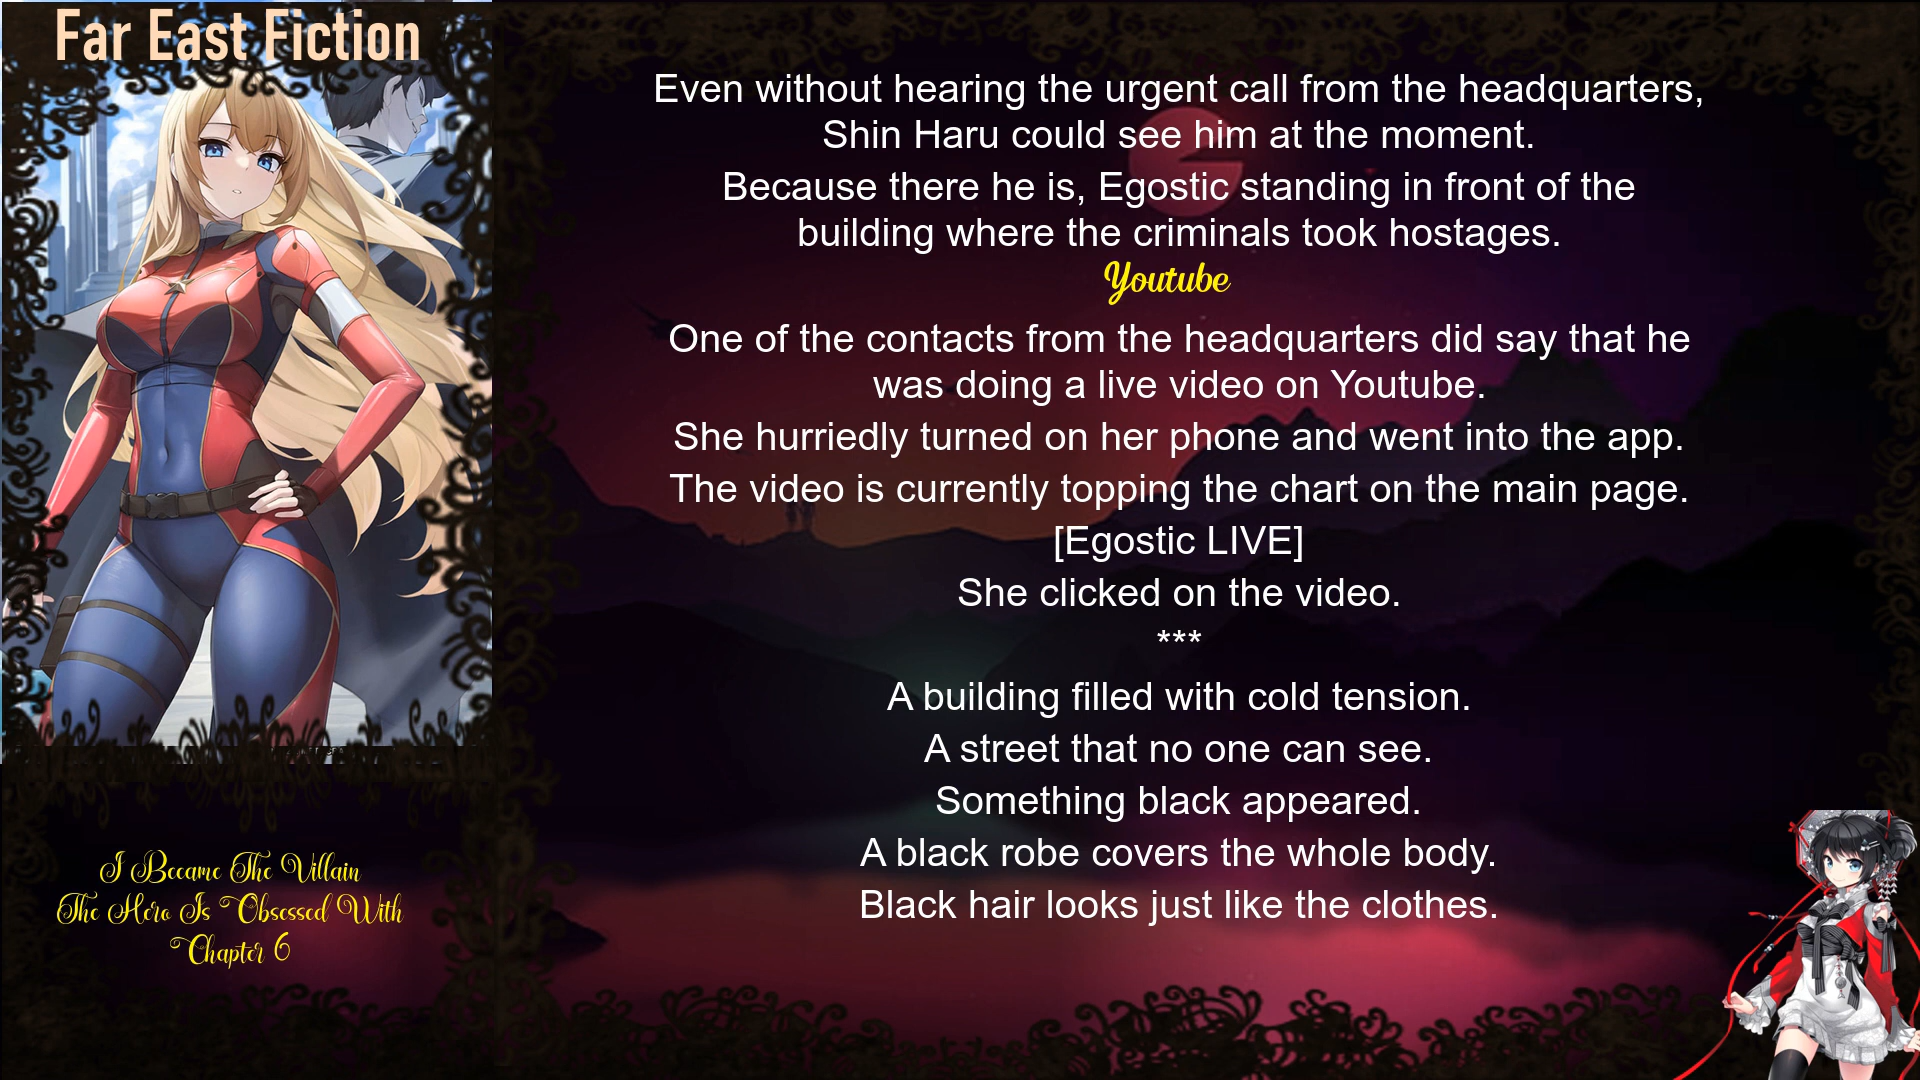 Far East Fiction
Even without hearing the urgent call from the headquarters,
Shin Haru could see him at the moment.
Because there he is, Egostic standing in front of the
building where the criminals took hostages.
Youtube
One of the contacts from the headquarters did say that he
was doing a live video on Youtube.
She hurriedly turned on her phone and went into the app.
The video is currently topping the chart on the main page.
[Egostic LIVE]
She clicked on the video.
***
A building filled with cold tension.
A street that no one can see.
Something black appeared.
A black robe covers the whole body.
Black hair looks just like the clothes.
I Became The Villain
The Hero Is Obsessed With
Chapter 6